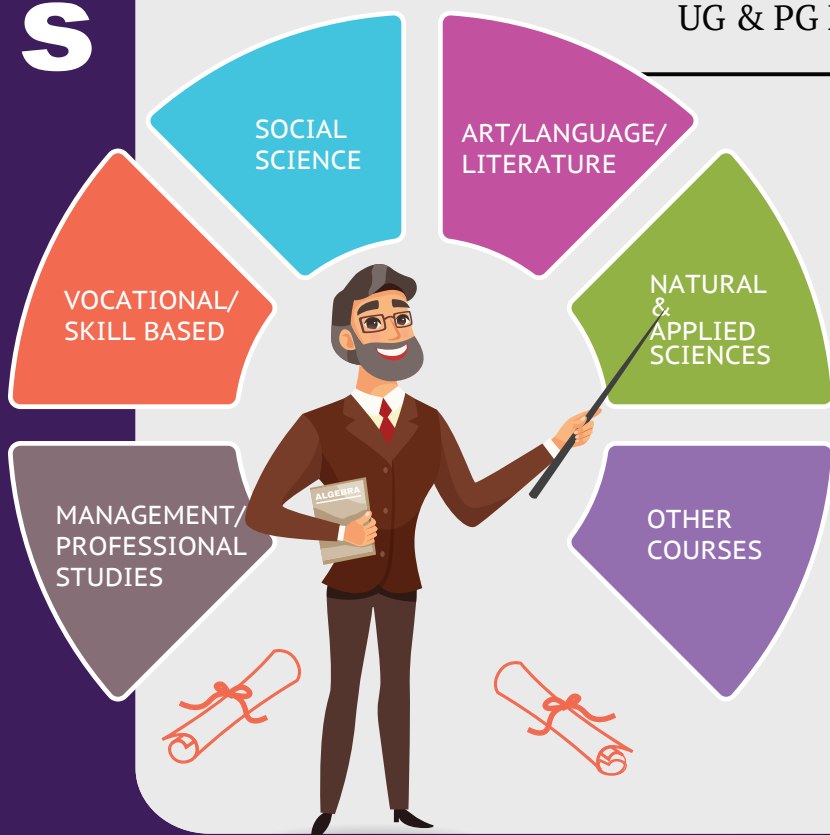 s
UG & PG
SOCIAL
SCIENCE
ART/LANGUAGE/
LITERATURE
VOCATIONAL/
SKILL BASED
NATURAL
&
APPLIED
SCIENCES
ALGEBRA
MANAGEMENT/
PROFESSIONAL
STUDIES
OTHER
COURSES